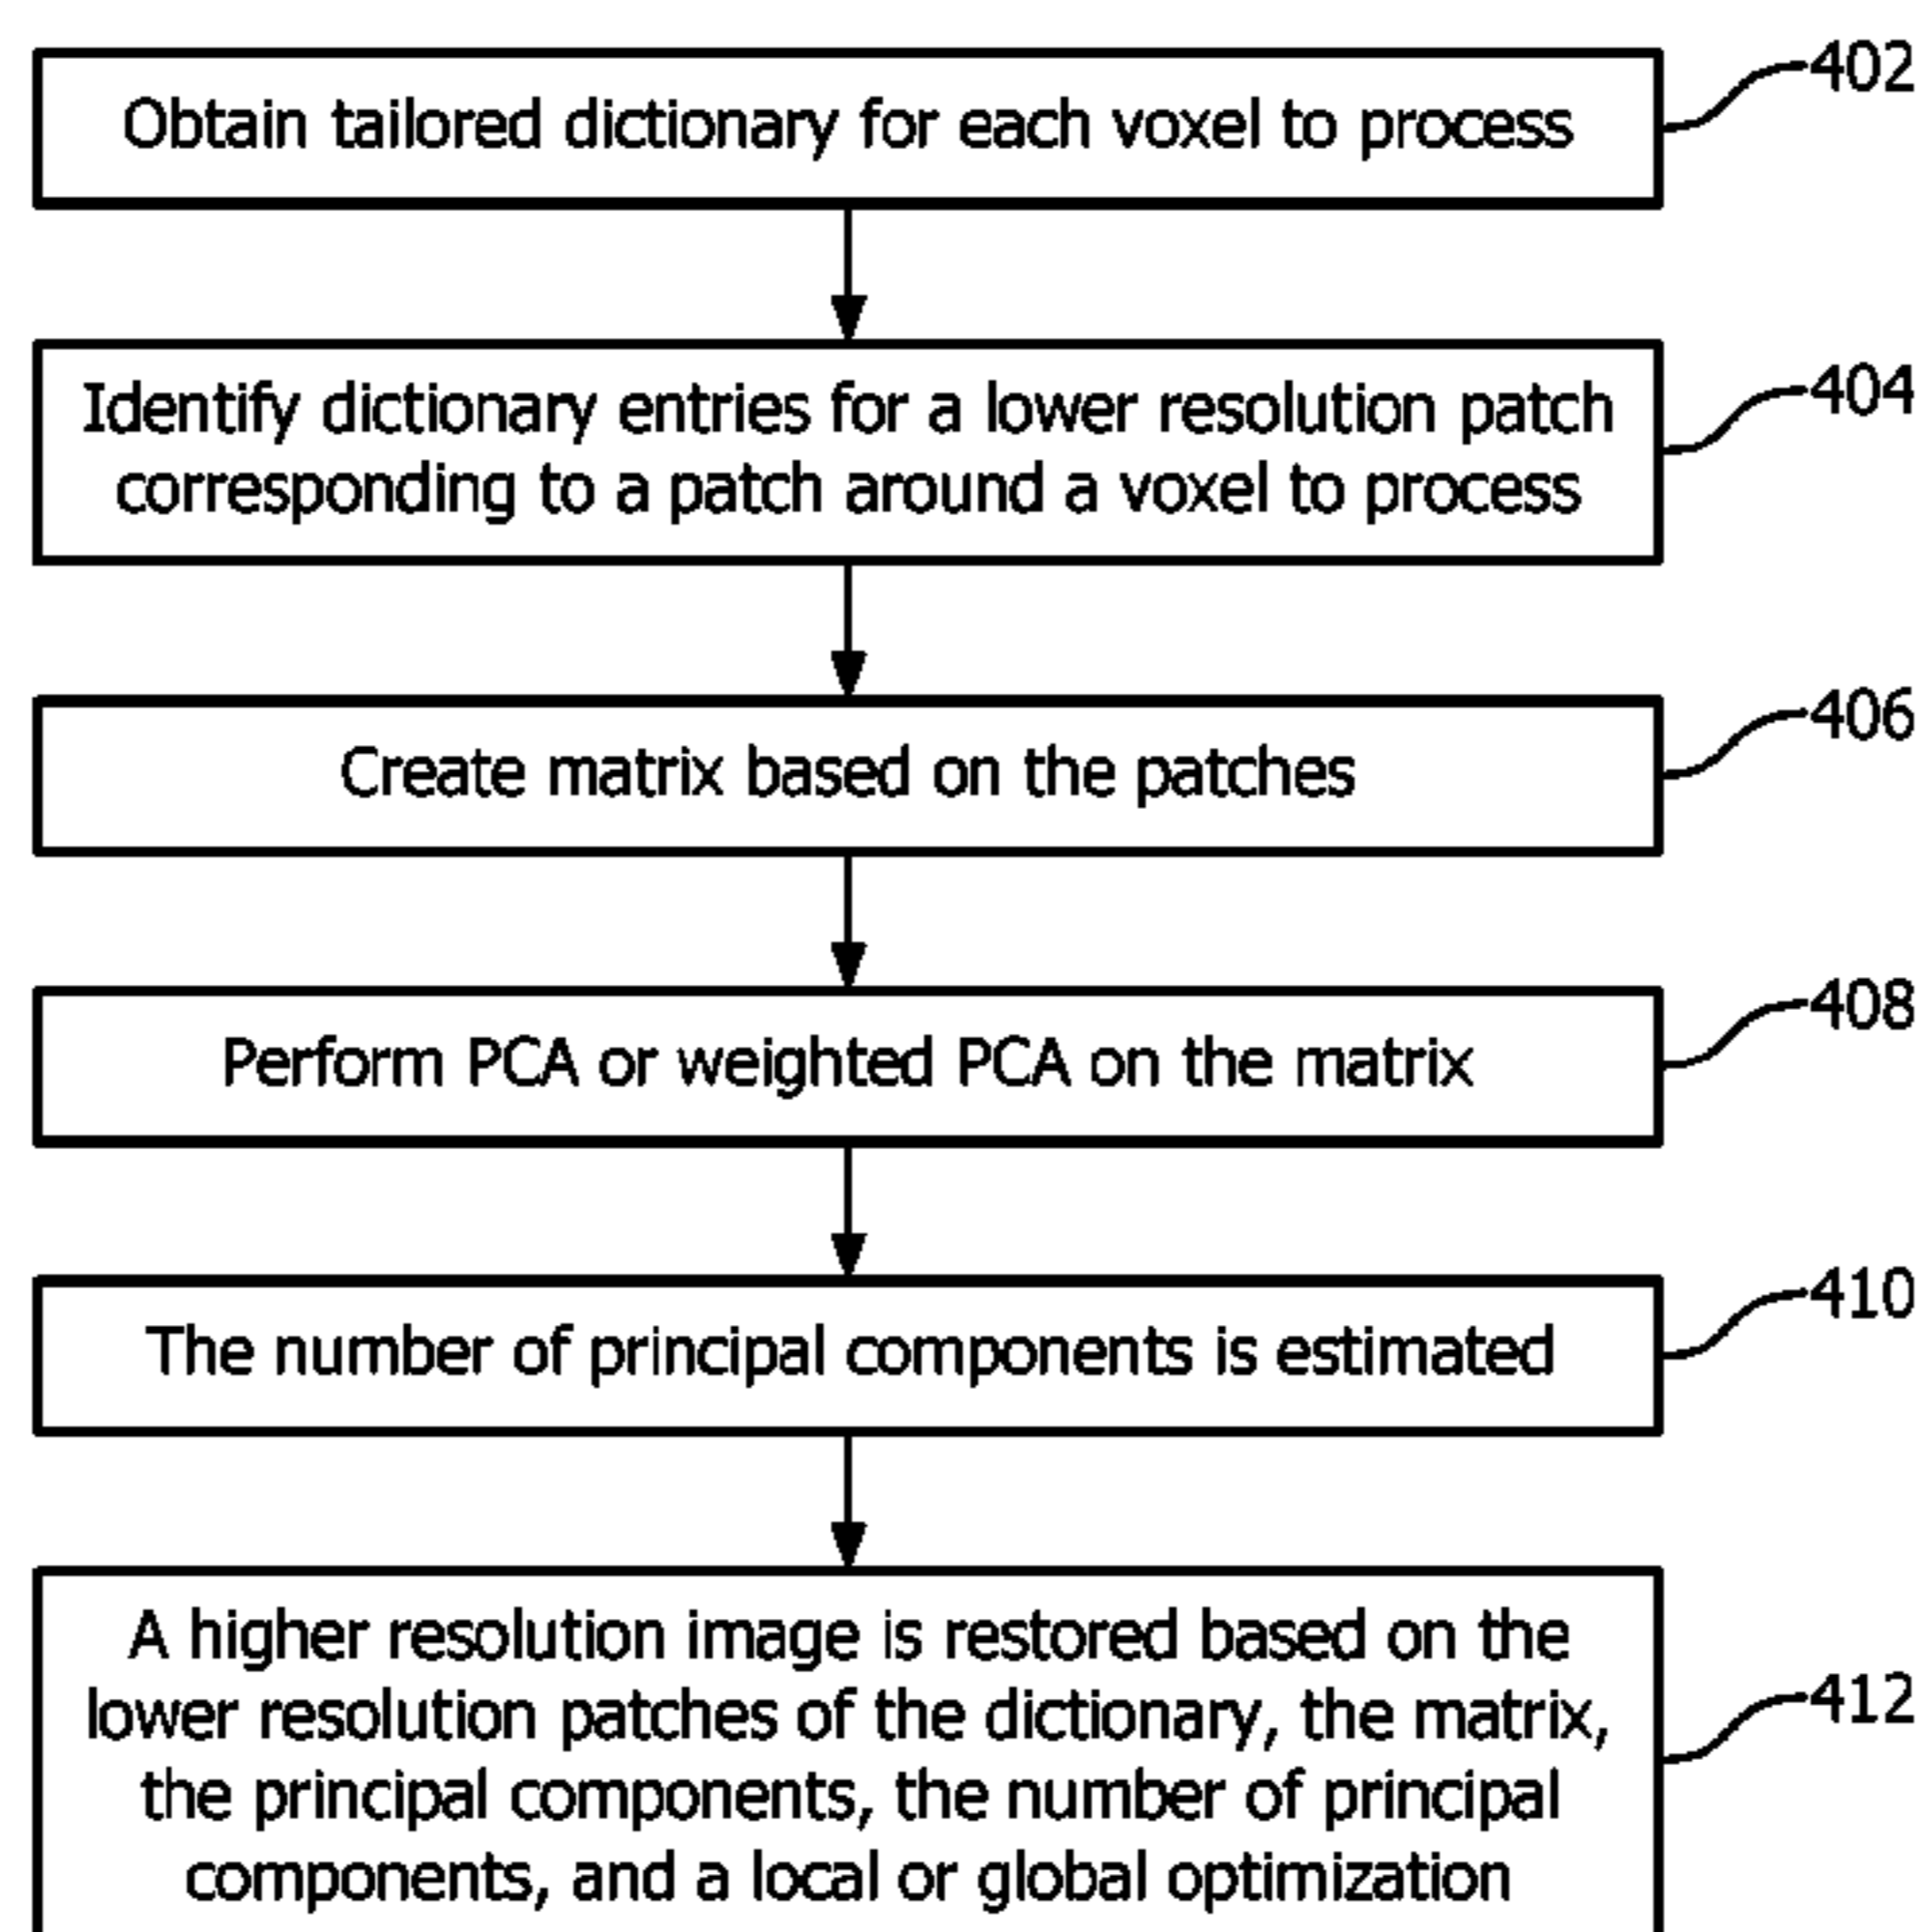 402
Obtain tailored dictionary for each voxel to process
404
Identify dictionary entries for a lower resolution patch
corresponding to a patch around a voxel to process
406
Create matrix based on the patches
408
Perform PCA or weighted PCA on the matrix
410
The number of principal components is estimated
412
A higher resolution image is restored based on the
lower resolution patches of the dictionary, the matrix,
the principal components, the number of principal
components, and a local or global optimization